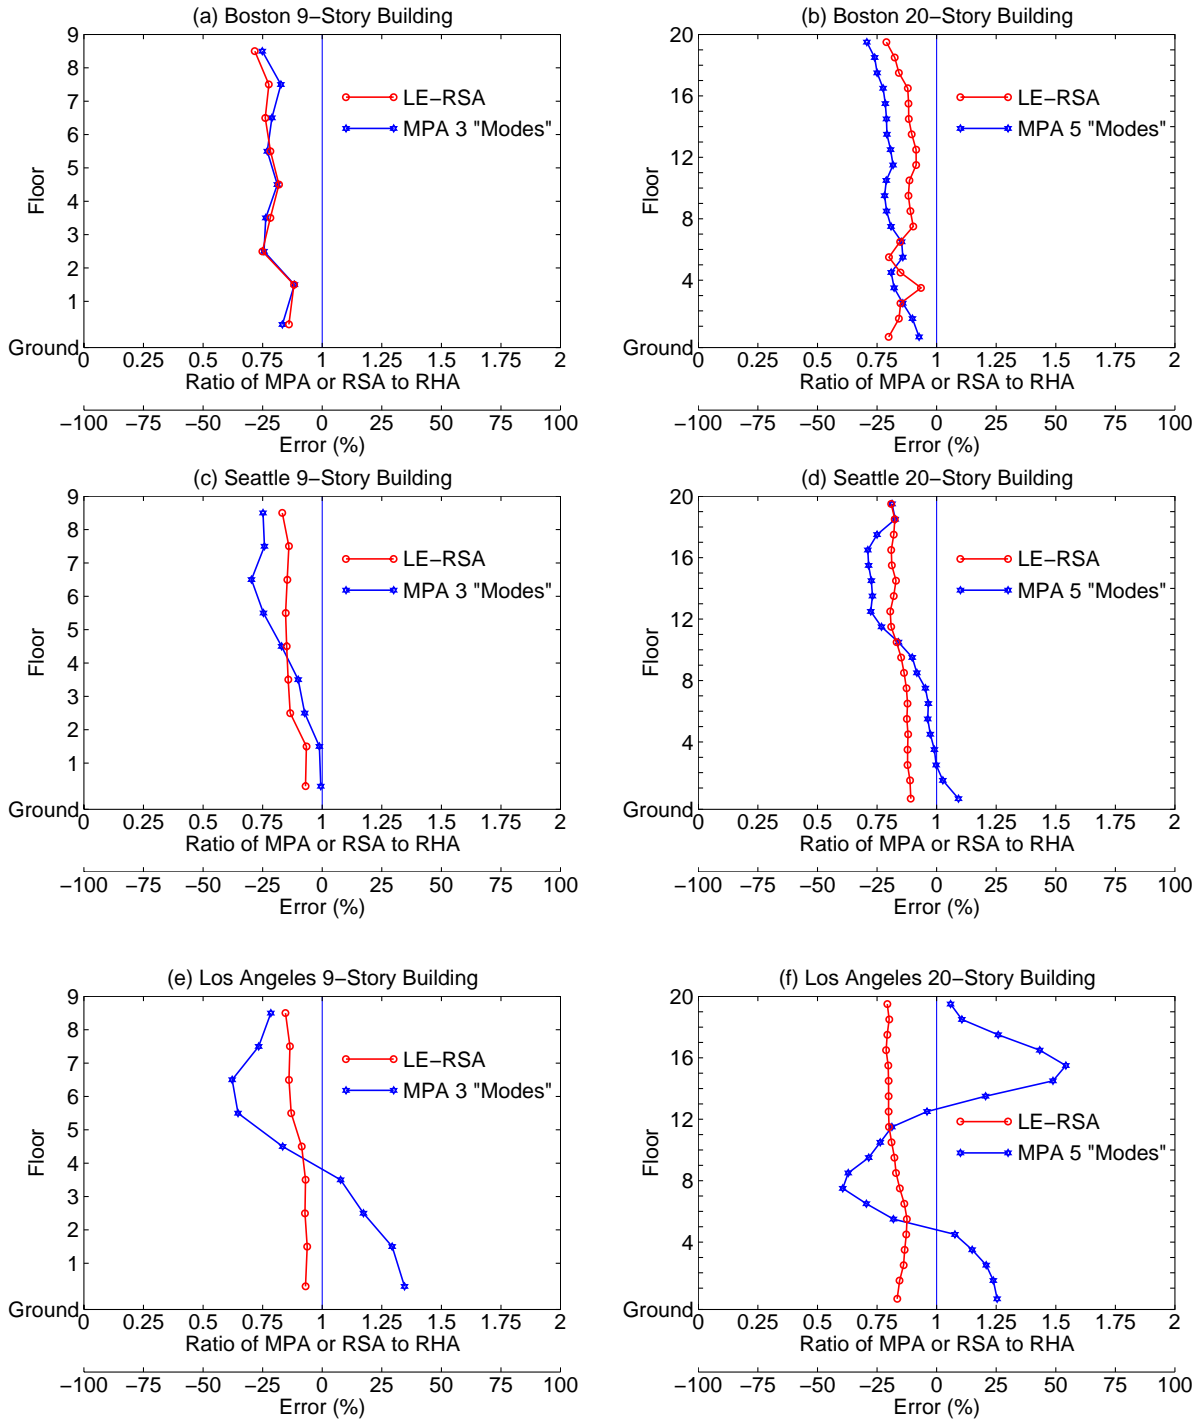 (a) Boston 9−Story Building
9
8
7
6
5
4
3
2
1
Ground
Floor
LE−RSA
MPA 3 "Modes"
0 0.25 0.5 0.75 1 1.25 1.5 1.75 2
Ratio of MPA or RSA to RHA
−100 −75 −50 −25 0 25 50 75 100
Error (%)
(b) Boston 20−Story Building
20
16
12
8
4
Floor
LE−RSA
MPA 5 "Modes"
0 0.25 0.5 0.75 1 1.25 1.5 1.75 2
Ratio of MPA or RSA to RHA
−100 −75 −50 −25 0 25 50 75 100
Error (%)
(c) Seattle 9−Story Building
9
8
7
6
5
4
3
2
1
Ground
Floor
LE−RSA
MPA 3 "Modes"
0 0.25 0.5 0.75 1 1.25 1.5 1.75 2
Ratio of MPA or RSA to RHA
−100 −75 −50 −25 0 25 50 75 100
Error (%)
(d) Seattle 20−Story Building
20
16
12
8
4
Floor
LE−RSA
MPA 5 "Modes"
0 0.25 0.5 0.75 1 1.25 1.5 1.75 2
Ratio of MPA or RSA to RHA
−100 −75 −50 −25 0 25 50 75 100
Error (%)
(e) Los Angeles 9−Story Building
9
8
7
6
5
4
3
2
1
Ground
Floor
LE−RSA
MPA 3 "Modes"
0 0.25 0.5 0.75 1 1.25 1.5 1.75 2
Ratio of MPA or RSA to RHA
−100 −75 −50 −25 0 25 50 75 100
Error (%)
(f) Los Angeles 20−Story Building
20
16
12
8
4
Floor
LE−RSA
MPA 5 "Modes"
0 0.25 0.5 0.75 1 1.25 1.5 1.75 2
Ratio of MPA or RSA to RHA
−100 −75 −50 −25 0 25 50 75 100
Error (%)